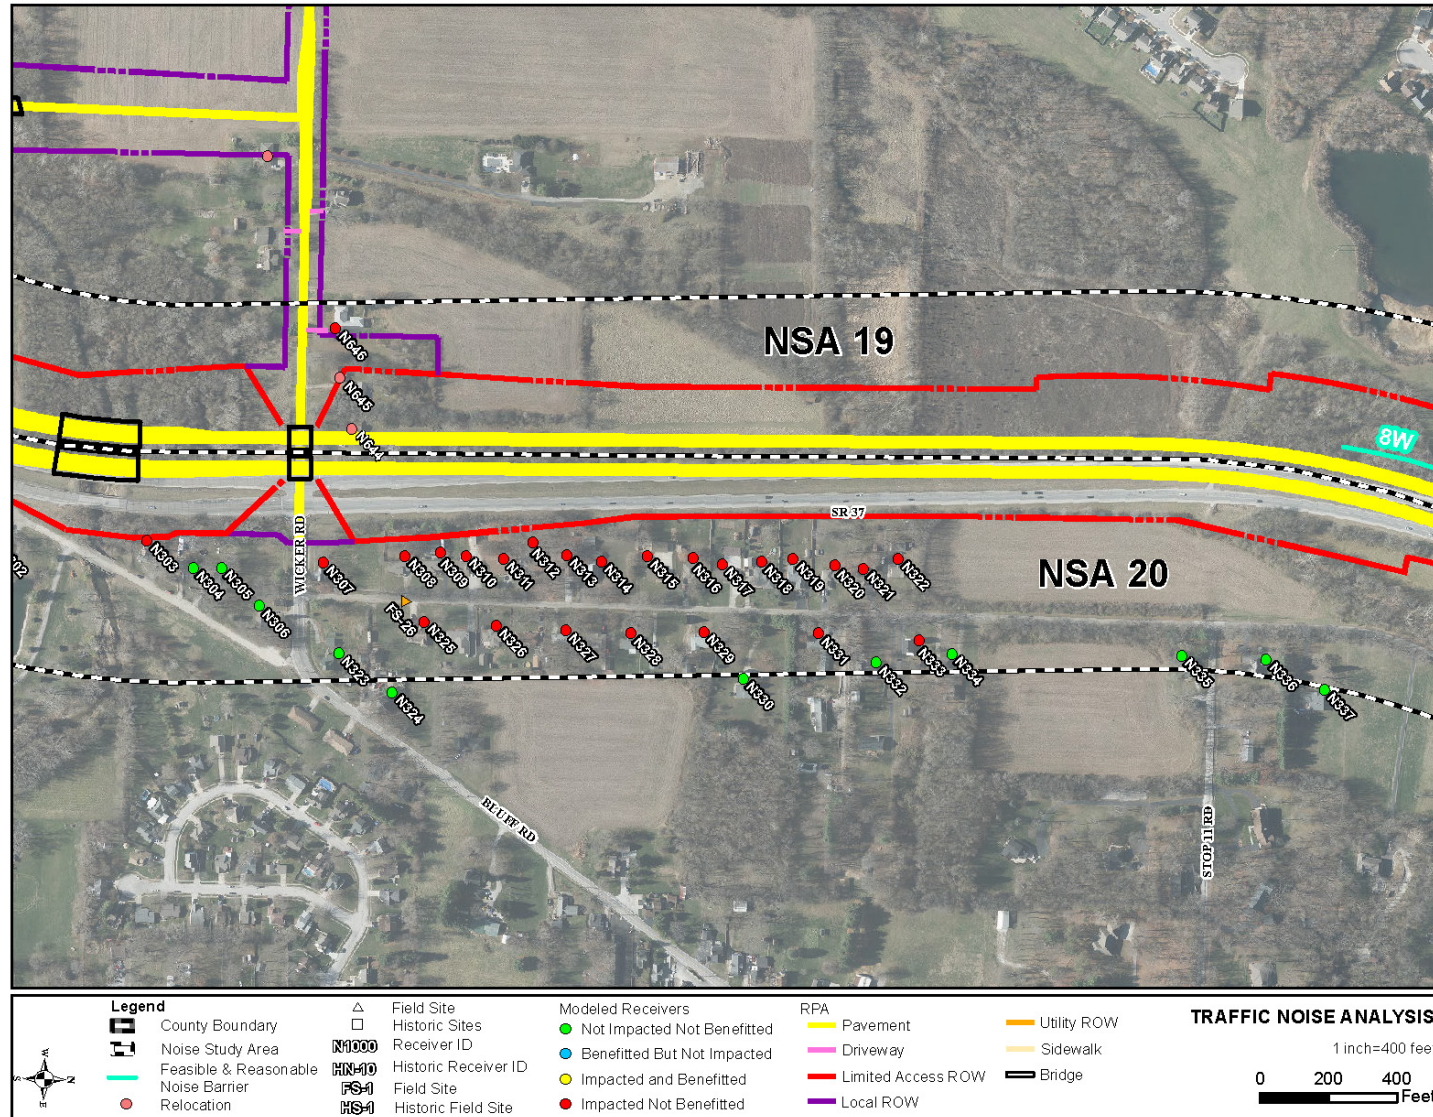 8W
NSA 19
N646
N645
N644
SR 37
WICKER RD
NSA 20
302
N303
N304
N305
N306
N307
N308
N309
N310
N311
N312
N313
N314
N315
N316
N317
N318
N319
N320
N321
N322
FS-26
N325
N326
N327
N328
N329
N331
N333
N334
N332
N330
N323
N324
N335
N336
N337
BLUFF RD
STOP 11 RD
Legend
County Boundary
Noise Study Area
Feasible & Reasonable
Noise Barrier
Relocation
Field Site
Historic Sites
N1000 Receiver ID
HN-10 Historic Receiver ID
FS-1 Field Site
HS-1 Historic Field Site
Modeled Receivers
Not Impacted Not Benefitted
Benefitted But Not Impacted
Impacted and Benefitted
Impacted Not Benefitted
RPA
Pavement
Driveway
Limited Access ROW
Local ROW
Utility ROW
Sidewalk
Bridge
TRAFFIC NOISE ANALYSIS
1 inch=400 feet
0 200 400
Feet
W
N
S
E